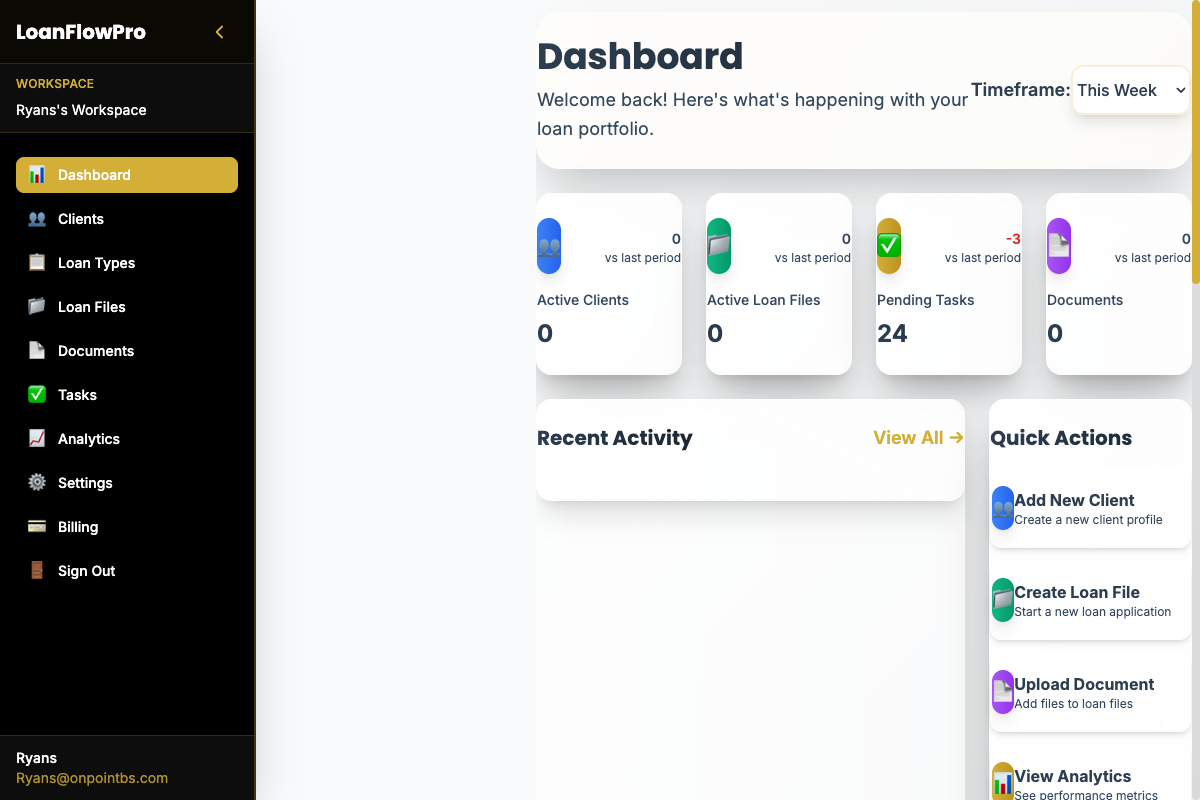 LoanFlowPro
WORKSPACE
Ryans's Workspace
Dashboard
Clients
Loan Types
Loan Files
Documents
Tasks
Analytics
Settings
Billing
Sign Out
Ryans
Ryans@onpointbs.com
Dashboard
Welcome back! Here's what's happening with your
loan portfolio.
Timeframe: This Week
0
vs last period
Active Clients
0
0
vs last period
Active Loan Files
0
-3
vs last period
Pending Tasks
24
0
vs last period
Documents
0
Recent Activity
View All →
Quick Actions
Add New Client
Create a new client profile
Create Loan File
Start a new loan application
Upload Document
Add files to loan files
View Analytics
See performance metrics